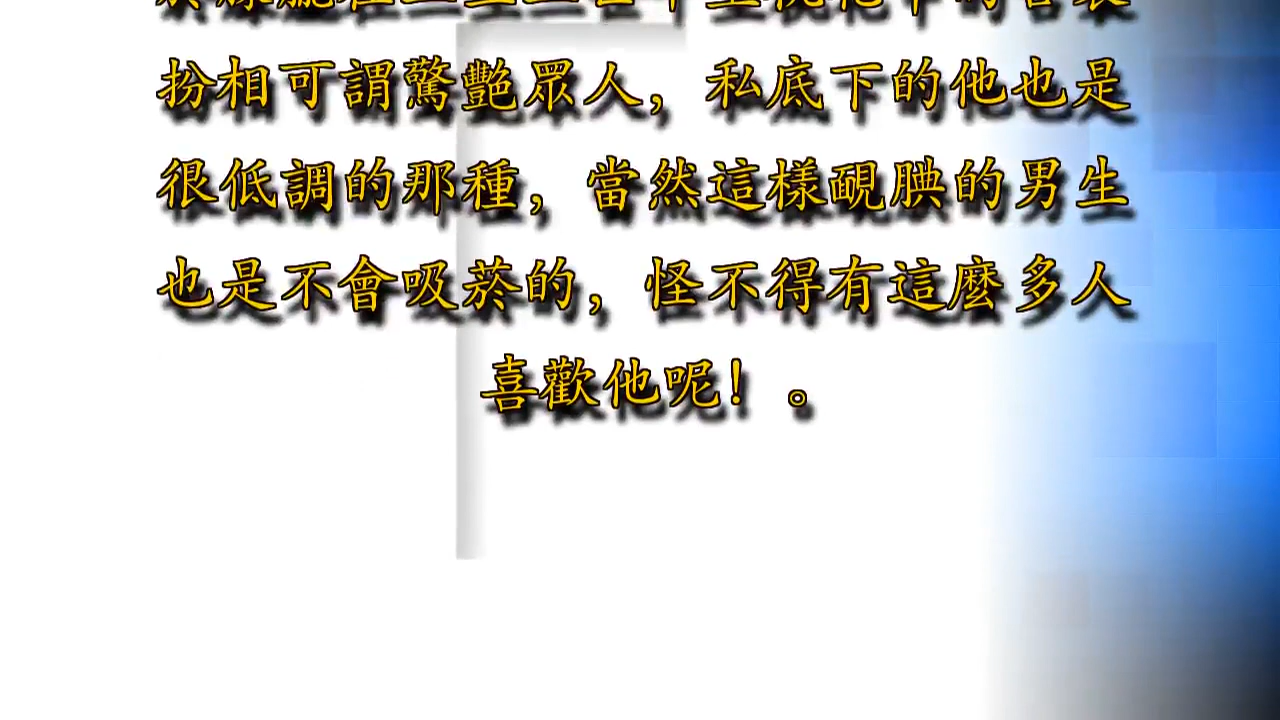 扮相可謂驚艷眾人，私底下的他也是
很低調的那種，當然這樣靦腆的男生
也是不會吸菸的，怪不得有這麼多人
喜歡他呢！。